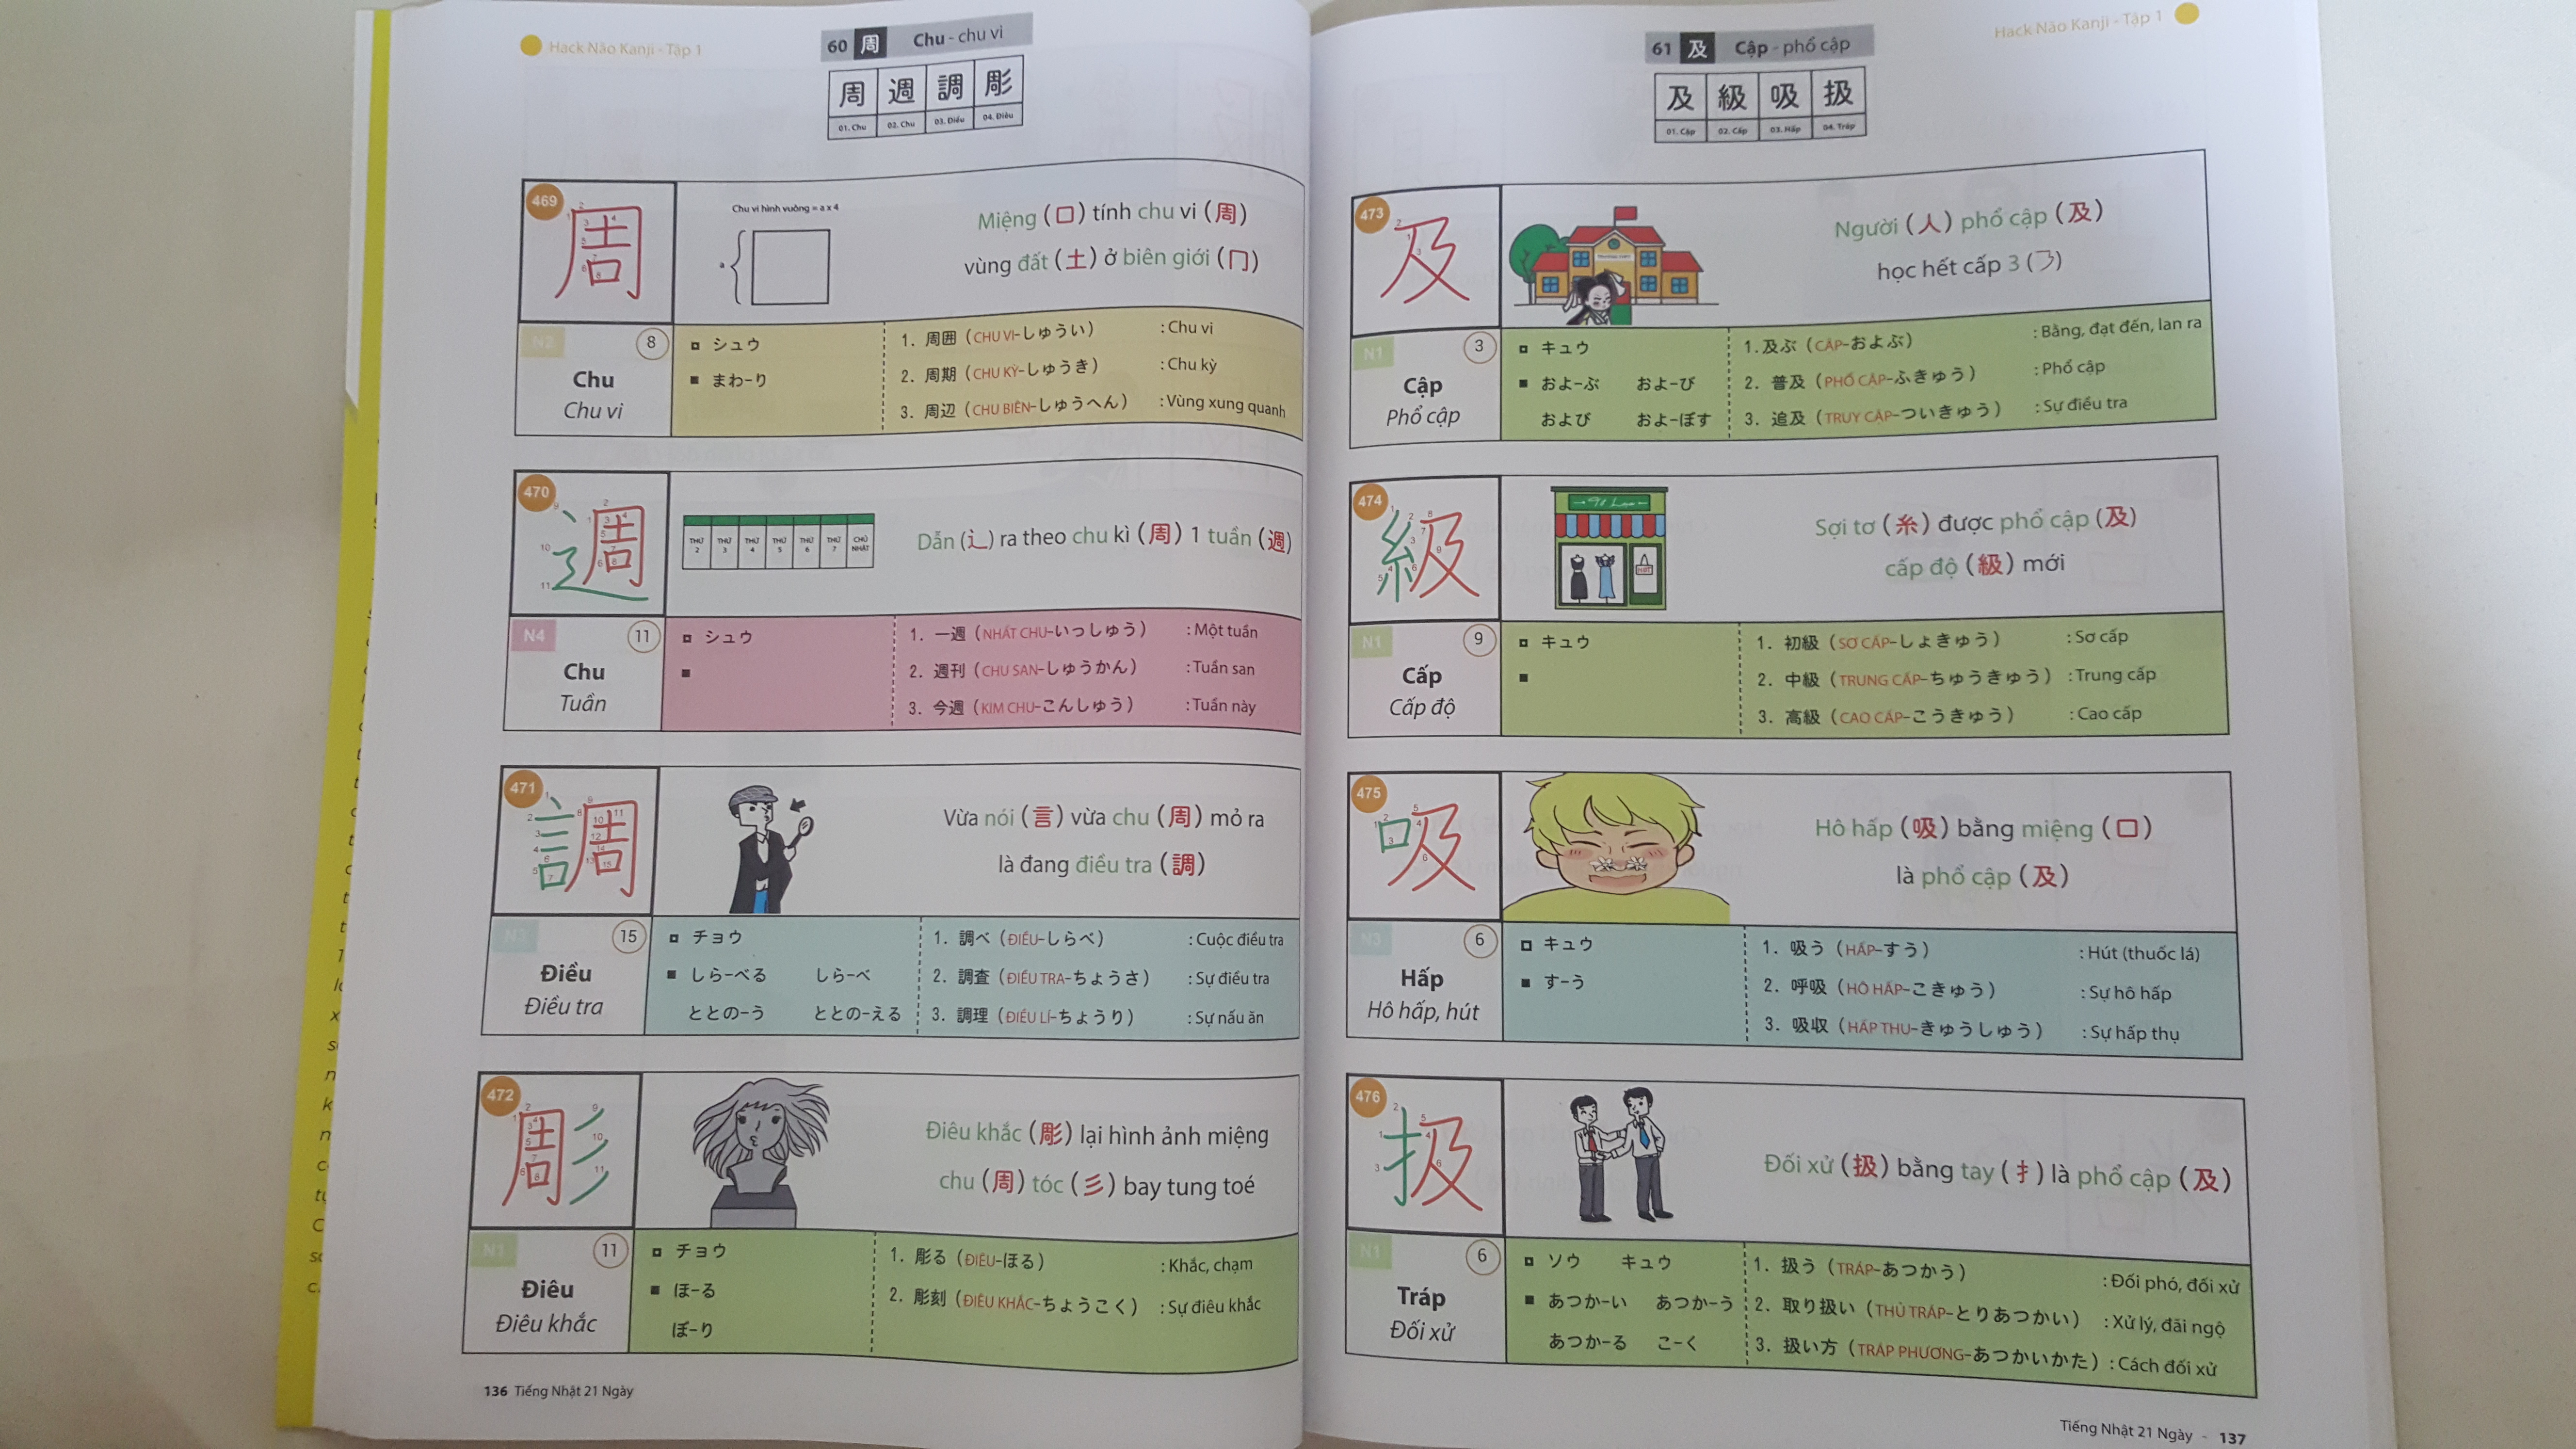 Hack Não Kanji - Tập 1
60 周 Chu - chu vi
周 週 調 彫
01. Chu 02. Chu 03. Điều 04. Điêu
469
Chu vi hình vuông = a x 4
a
Miệng (口) tính chu vi (周)
vùng đất (土) ở biên giới (冂)
N2
8
Chu
Chu vi
シュウ
まわ-り
1. 周囲 (CHU VI-しゅうい) : Chu vi
2. 周期 (CHU KỲ-しゅうき) : Chu kỳ
3. 周辺 (CHU BIÊN-しゅうへん) : Vùng xung quanh
470
THỨ 2 THỨ 3 THỨ 4 THỨ 5 THỨ 6 THỨ 7 CHỦ NHẬT
Dẫn (⻌) ra theo chu kì (周) 1 tuần (週)
N4
11
Chu
Tuần
シュウ
1. 一週 (NHẤT CHU-いっしゅう) : Một tuần
2. 週刊 (CHU SAN-しゅうかん) : Tuần san
3. 今週 (KIM CHU-こんしゅう) : Tuần này
471
Vừa nói (言) vừa chu (周) mỏ ra
là đang điều tra (調)
15
Điều
Điều tra
チョウ
しら-べる しら-べ
ととの-う ととの-える
1. 調べ (ĐIỀU-しらべ) : Cuộc điều tra
2. 調査 (ĐIỀU TRA-ちょうさ) : Sự điều tra
3. 調理 (ĐIỀU LÍ-ちょうり) : Sự nấu ăn
472
Điêu khắc (彫) lại hình ảnh miệng
chu (周) tóc (彡) bay tung toé
N1
11
Điêu
Điêu khắc
チョウ
ほ-る
ぼ-り
1. 彫る (ĐIÊU-ほる) : Khắc, chạm
2. 彫刻 (ĐIÊU KHẮC-ちょうこく) : Sự điêu khắc
136 Tiếng Nhật 21 Ngày
Hack Não Kanji - Tập 1
61 及 Cập - phổ cập
及 級 吸 扱
01. Cập 02. Cấp 03. Hấp 04. Tráp
473
Người (人) phổ cập (及)
học hết cấp 3 (㇋)
N1
3
Cập
Phổ cập
キュウ
およ-ぶ およ-び
および およ-ぼす
1. 及ぶ (CẬP-およぶ) : Bằng, đạt đến, lan ra
2. 普及 (PHỔ CẬP-ふきゅう) : Phổ cập
3. 追及 (TRUY CẬP-ついきゅう) : Sự điều tra
474
Sợi tơ (糸) được phổ cập (及)
cấp độ (級) mới
N1
9
Cấp
Cấp độ
キュウ
1. 初級 (SƠ CẤP-しょきゅう) : Sơ cấp
2. 中級 (TRUNG CẤP-ちゅうきゅう) : Trung cấp
3. 高級 (CAO CẤP-こうきゅう) : Cao cấp
475
Hô hấp (吸) bằng miệng (口)
là phổ cập (及)
N3
6
Hấp
Hô hấp, hút
キュウ
す-う
1. 吸う (HẤP-すう) : Hút (thuốc lá)
2. 呼吸 (HÔ HẤP-こきゅう) : Sự hô hấp
3. 吸収 (HẤP THU-きゅうしゅう) : Sự hấp thụ
476
Đối xử (扱) bằng tay (扌) là phổ cập (及)
N1
6
Tráp
Đối xử
ソウ キュウ
あつか-い あつか-う
あつか-る こ-く
1. 扱う (TRÁP-あつかう) : Đối phó, đối xử
2. 取り扱い (THỦ TRÁP-とりあつかい) : Xử lý, đãi ngộ
3. 扱い方 (TRÁP PHƯƠNG-あつかいかた) : Cách đối xử
Tiếng Nhật 21 Ngày - 137